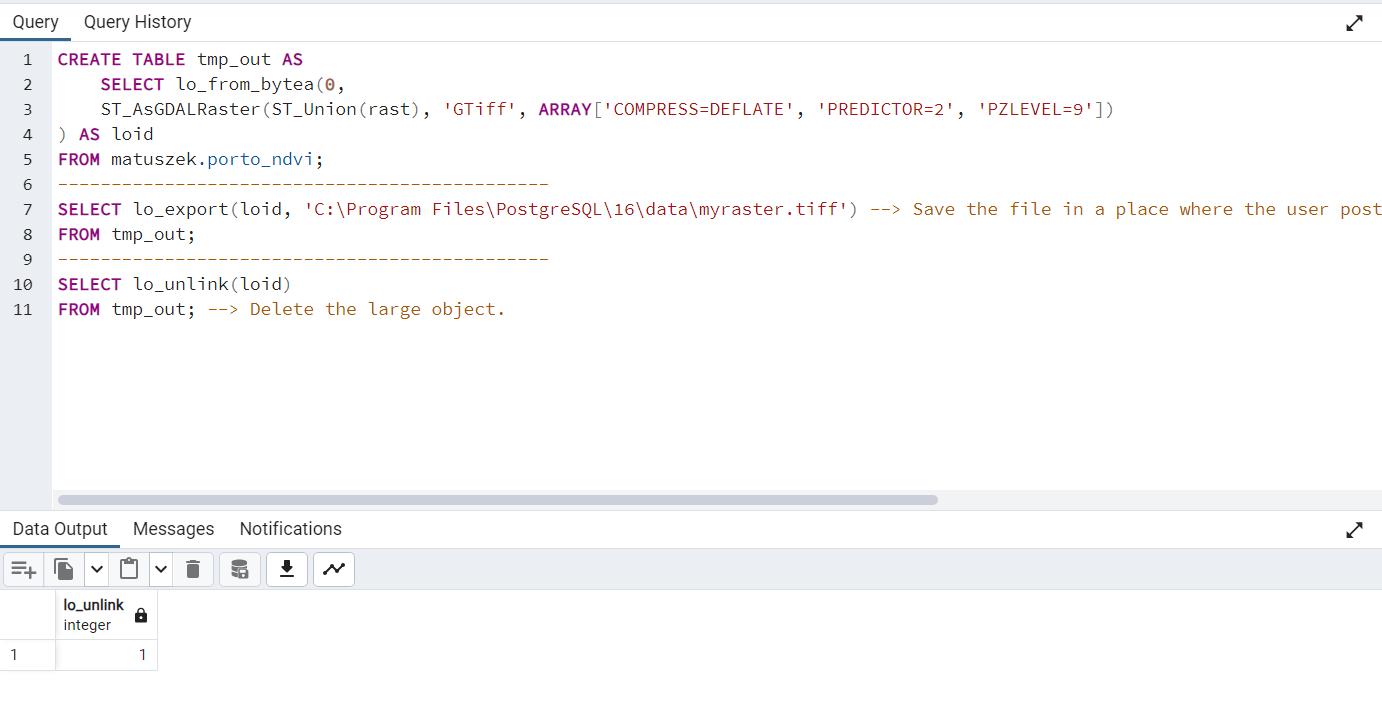 Query Query History
1 CREATE TABLE tmp_out AS
2 SELECT lo_from_bytea(0,
3 ST_AsGDALRaster(ST_Union(rast), 'GTiff', ARRAY['COMPRESS=DEFLATE', 'PREDICTOR=2', 'PZLEVEL=9'])
4 ) AS loid
5 FROM matuszek.porto_ndvi;
6 ----------------------------------------------
7 SELECT lo_export(loid, 'C:\Program Files\PostgreSQL\16\data\myraster.tiff') --> Save the file in a place where the user post
8 FROM tmp_out;
9 ----------------------------------------------
10 SELECT lo_unlink(loid)
11 FROM tmp_out; --> Delete the large object.
Data Output Messages Notifications
lo_unlink
integer
1 1